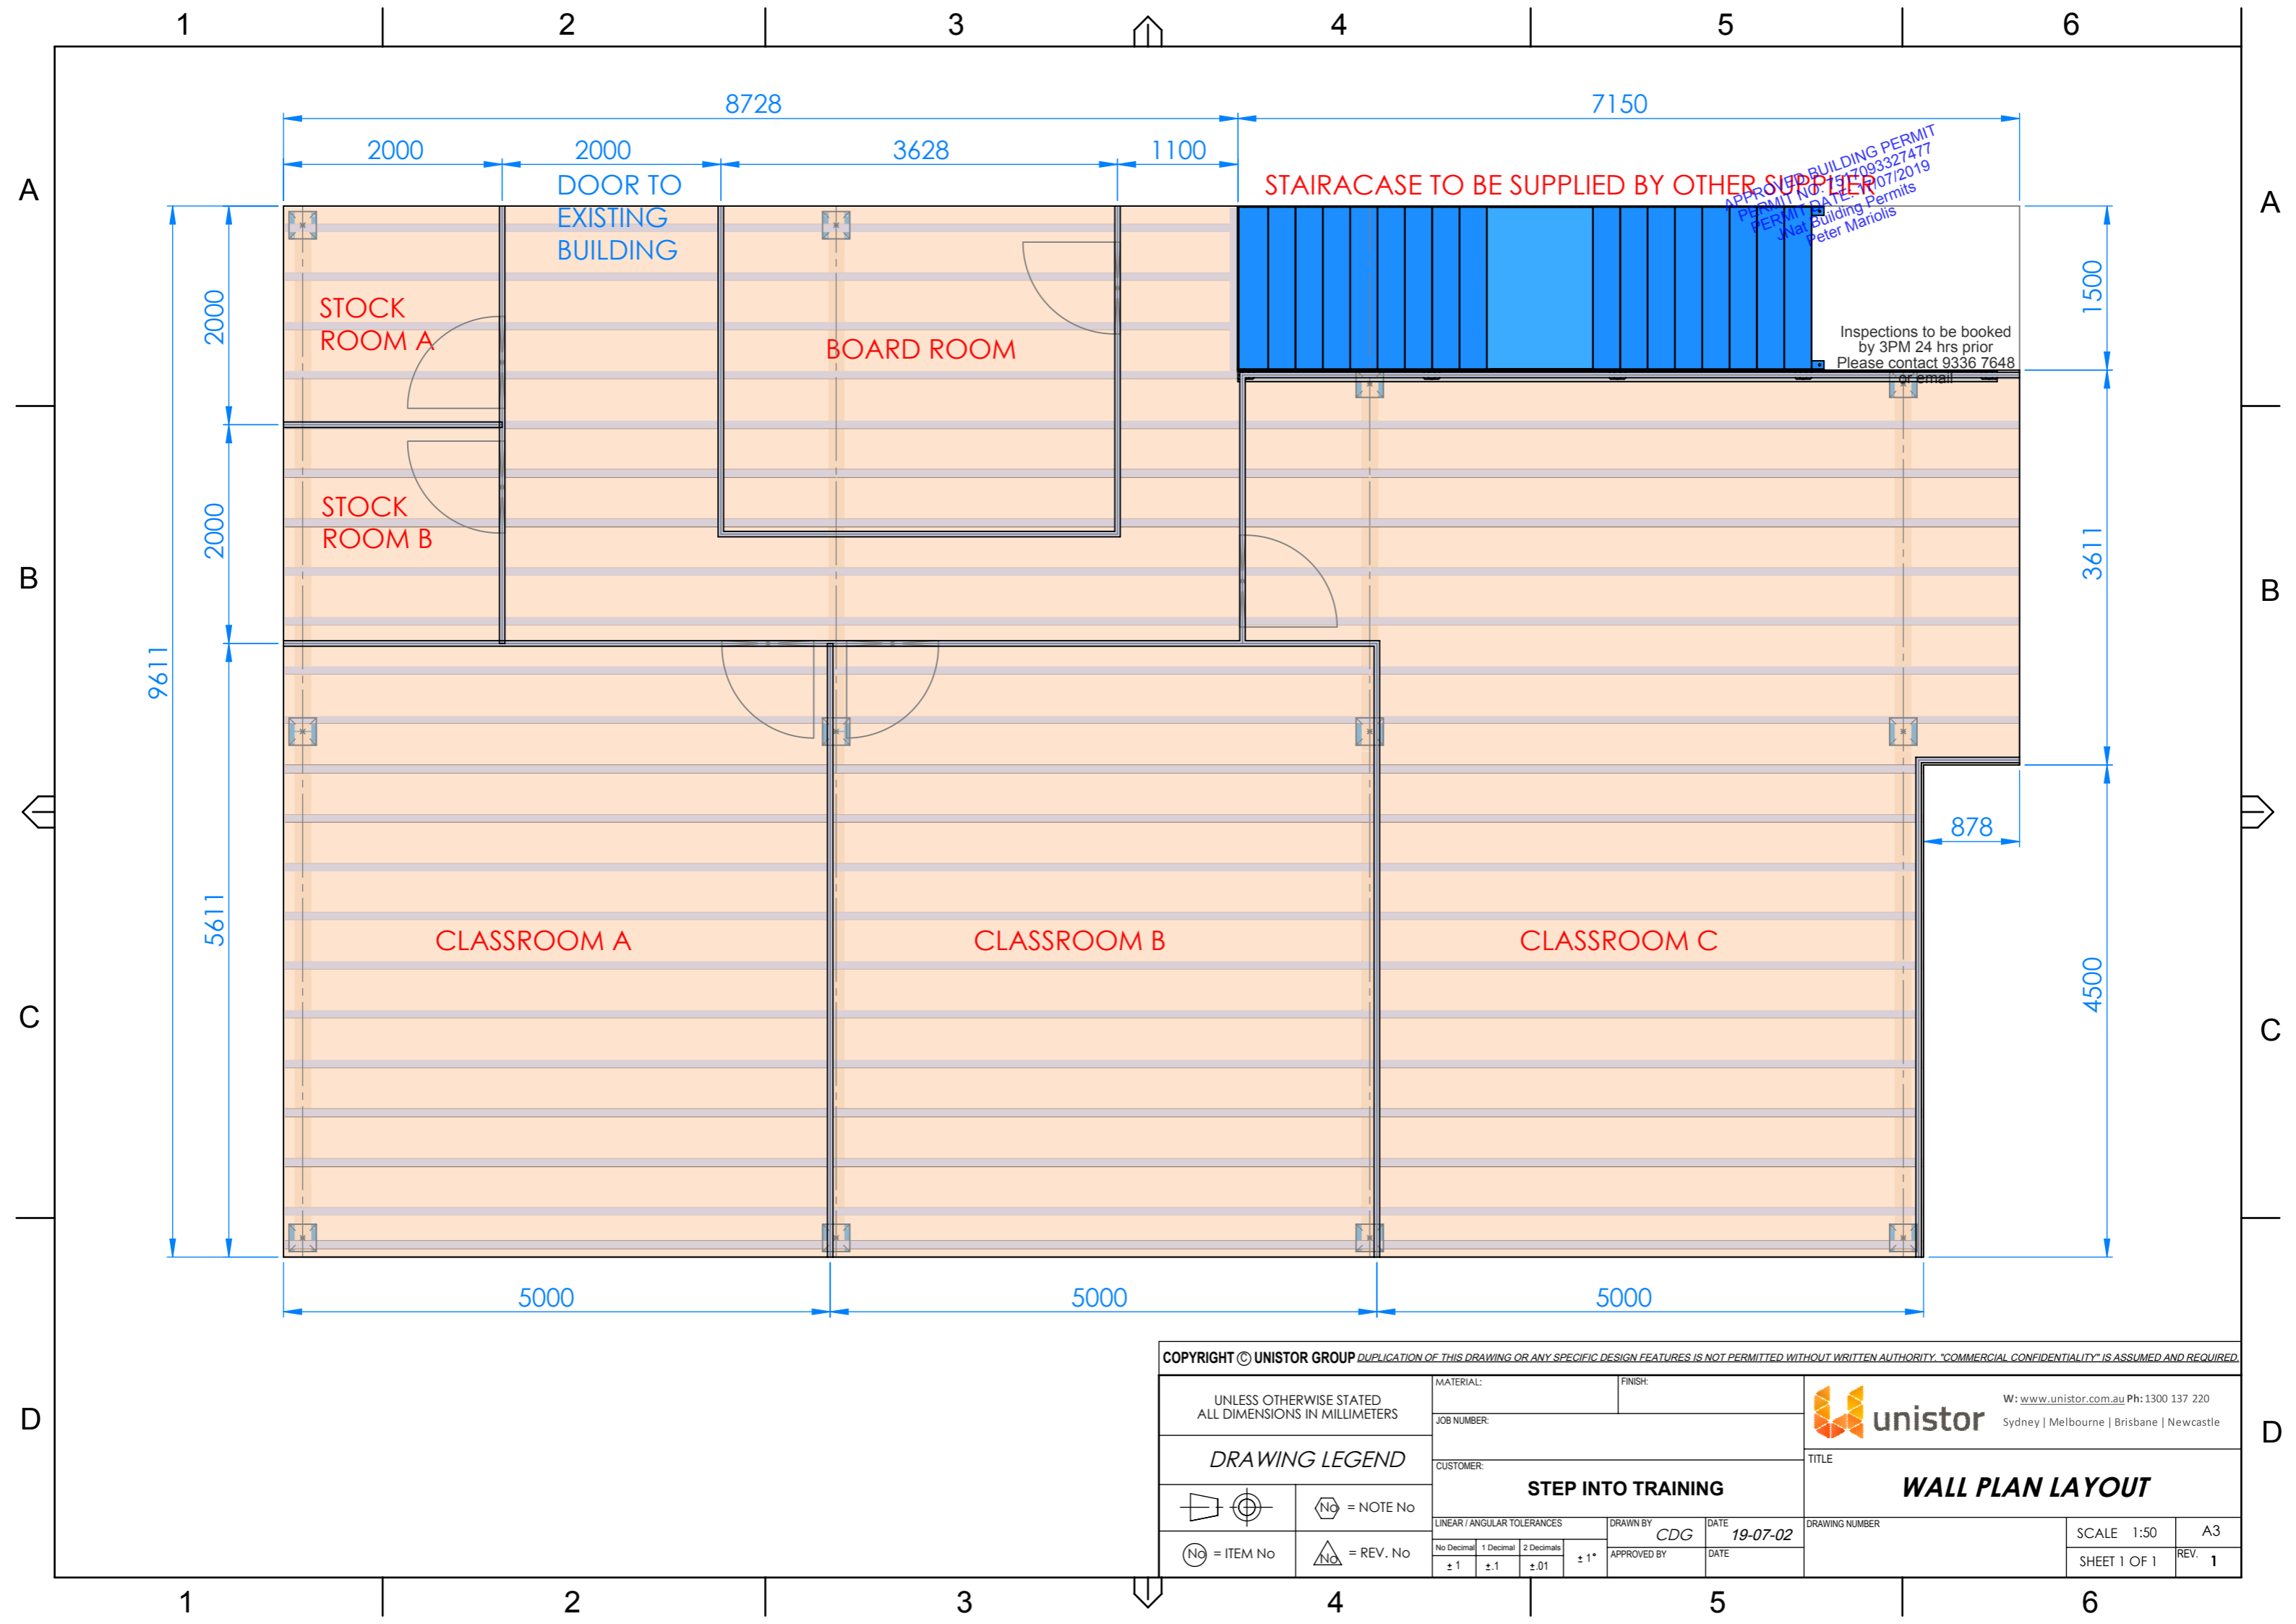 1 2 3 4 5 6
8728 7150
2000 2000 3628 1100
DOOR TO
EXISTING
BUILDING
STAIRACASE TO BE SUPPLIED BY OTHER SUPPLIER
APPROVED BUILDING PERMIT
PERMIT NO:
PERMIT DATE:
JNat Building Permits
Peter Mariolis
A A
STOCK
ROOM A
BOARD ROOM
2000
1500
Inspections to be booked
by 3PM 24 hrs prior
Please contact 9336 7648
or email
STOCK
ROOM B
2000
3611
B B
9611
878
5611
CLASSROOM A
CLASSROOM B
CLASSROOM C
4500
C C
5000 5000 5000
COPYRIGHT © UNISTOR GROUP DUPLICATION OF THIS DRAWING OR ANY SPECIFIC DESIGN FEATURES IS NOT PERMITTED WITHOUT WRITTEN AUTHORITY. "COMMERCIAL CONFIDENTIALITY" IS ASSUMED AND REQUIRED.
UNLESS OTHERWISE STATED
ALL DIMENSIONS IN MILLIMETERS
DRAWING LEGEND
No = NOTE No
No = ITEM No
No = REV. No
MATERIAL:
FINISH:
JOB NUMBER:
CUSTOMER:
STEP INTO TRAINING
LINEAR / ANGULAR TOLERANCES
No Decimal 1 Decimal 2 Decimals
± 1 ±.1 ±.01 ± 1°
DRAWN BY CDG
DATE 19-07-02
APPROVED BY
DATE
unistor
W: www.unistor.com.au Ph: 1300 137 220
Sydney | Melbourne | Brisbane | Newcastle
TITLE
WALL PLAN LAYOUT
DRAWING NUMBER
SCALE 1:50
A3
SHEET 1 OF 1
REV. 1
D D
1 2 3 4 5 6